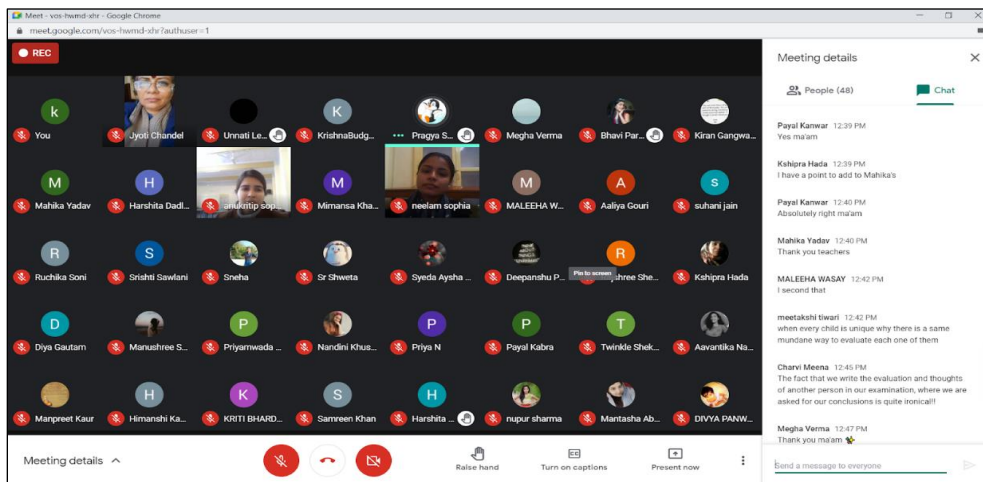 Meet - vos-hwmd-xhr - Google Chrome
meet.google.com/vos-hwmd-xhr?authuser=1
REC
k
You
Jyoti Chandel
Unnati Le...
K
KrishnaBudg...
Pragya S...
Megha Verma
Bhavi Par...
Kiran Gangwa...
M
Mahika Yadav
H
Harshita Dadl...
anukritip sop...
M
Mimansa Kha...
neelam sophia
M
MALEEHA W...
A
Aaliya Gouri
s
suhani jain
R
Ruchika Soni
S
Srishti Sawlani
Sneha
Sr Shweta
Syeda Aysha ...
Deepanshu P...
R
Pin to screen
shree She...
Kshipra Hada
D
Diya Gautam
Manushree S...
P
Priyamwada ...
Nandini Khus...
P
Priya N
P
Payal Kabra
T
Twinkle Shek...
Aavantika Na...
Manpreet Kaur
H
Himanshi Ka...
K
KRITI BHARD...
S
Samreen Khan
H
Harshita ...
nupur sharma
Mantasha Ab...
DIVYA PANW...
Meeting details
People (48)
Chat
Payal Kanwar 12:39 PM
Yes ma'am
Kshipra Hada 12:39 PM
I have a point to add to Mahika's
Payal Kanwar 12:40 PM
Absolutely right ma'am
Mahika Yadav 12:40 PM
Thank you teachers
MALEEHA WASAY 12:42 PM
I second that
meetakshi tiwari 12:42 PM
when every child is unique why there is a same
mundane way to evaluate each one of them
Charvi Meena 12:45 PM
The fact that we write the evaluation and thoughts
of another person in our examination, where we are
asked for our conclusions is quite ironical!!
Megha Verma 12:47 PM
Thank you ma'am
Send a message to everyone
Meeting details
Raise hand
CC
Turn on captions
Present now